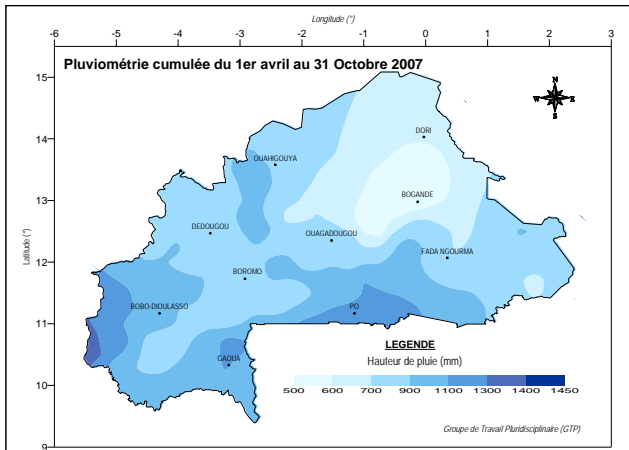 Longitude (°)
-6 -5 -4 -3 -2 -1 0 1 2 3
Pluviométrie cumulée du 1er avril au 31 Octobre 2007
N
W E
S
15
14
13
12
11
10
9
Latitude (°)
DORI
OUAHIGOUYA
BOGANDE
DEDOUGOU
OUAGADOUGOU
FADA NGOURMA
BOROMO
BOBO-DIOULASSO
PO
GAOUA
LEGENDE
Hauteur de pluie (mm)
500 600 700 900 1100 1300 1400 1450
Groupe de Travail Pluridisciplinaire (GTP)